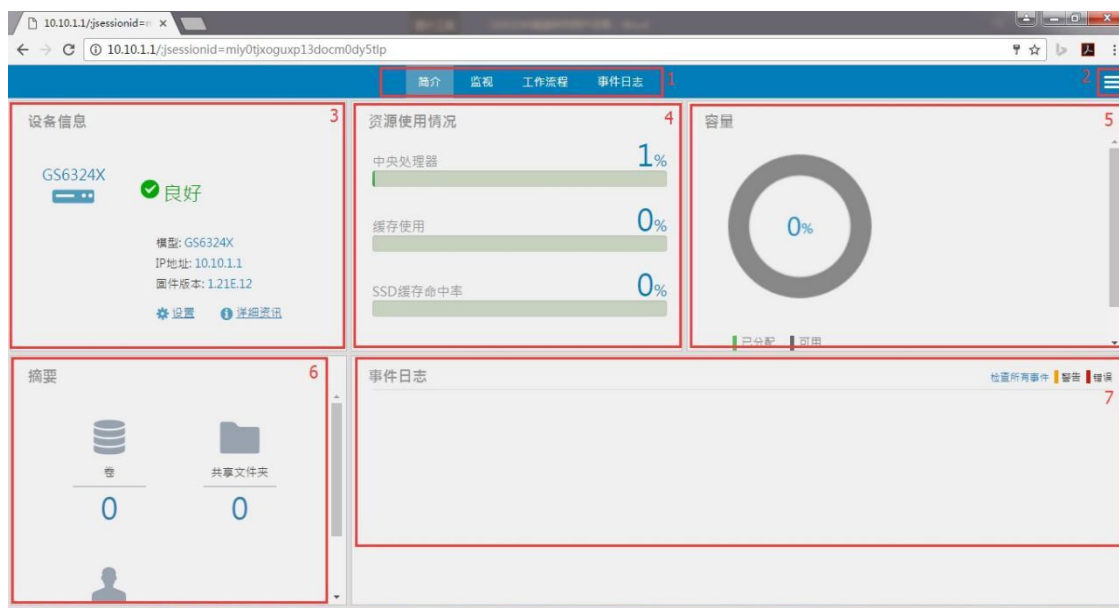 10.10.1.1/;jsessionid=m
10.10.1.1/;jsessionid=miy0tjxoguxp13docm0dy5tlp
简介 监视 工作流程 事件日志 1
2
设备信息 3
GS6324X
良好
模型: GS6324X
IP地址: 10.10.1.1
固件版本: 1.21E.12
设置 详细资讯
资源使用情况 4
中央处理器 1%
缓存使用 0%
SSD缓存命中率 0%
容量 5
0%
已分配 可用
摘要 6
卷 共享文件夹
0 0
事件日志 检查所有事件 警告 错误
7